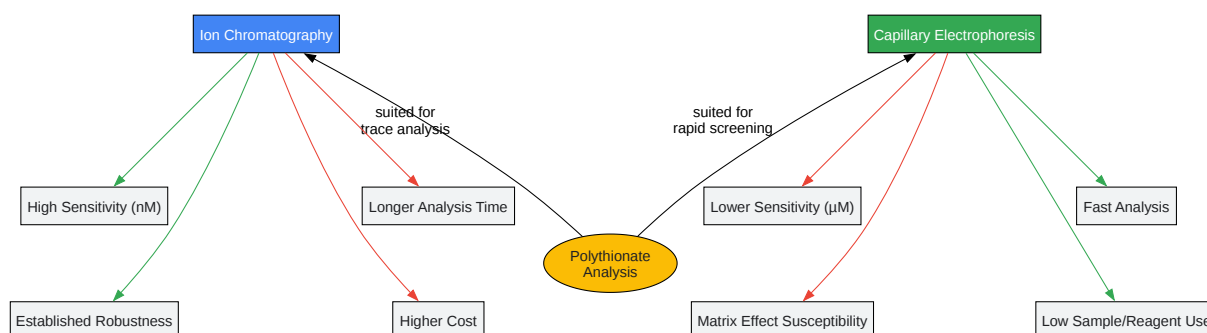 Ion Chromatography
Capillary Electrophoresis
suited for
trace analysis
suited for
rapid screening
High Sensitivity (nM)
Longer Analysis Time
Lower Sensitivity (µM)
Fast Analysis
Polythionate
Analysis
Established Robustness
Higher Cost
Matrix Effect Susceptibility
Low Sample/Reagent Use